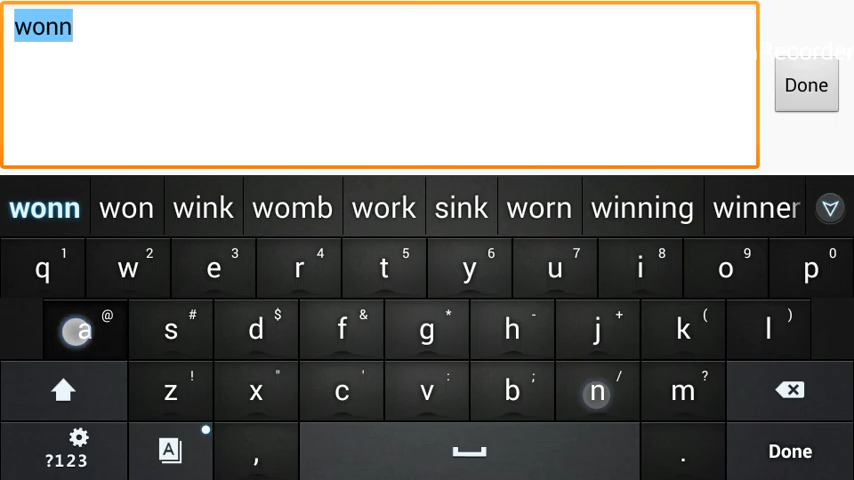 wonn
Recorder
Done
wonn won wink womb work sink worn winning winner
q 1 w 2 e 3 r 4 t 5 y 6 u 7 i 8 o 9 p 0
a @ s # d $ f & g * h - j + k ( l )
z ! x " c ' v : b ; n / m ?
?123 A , . Done